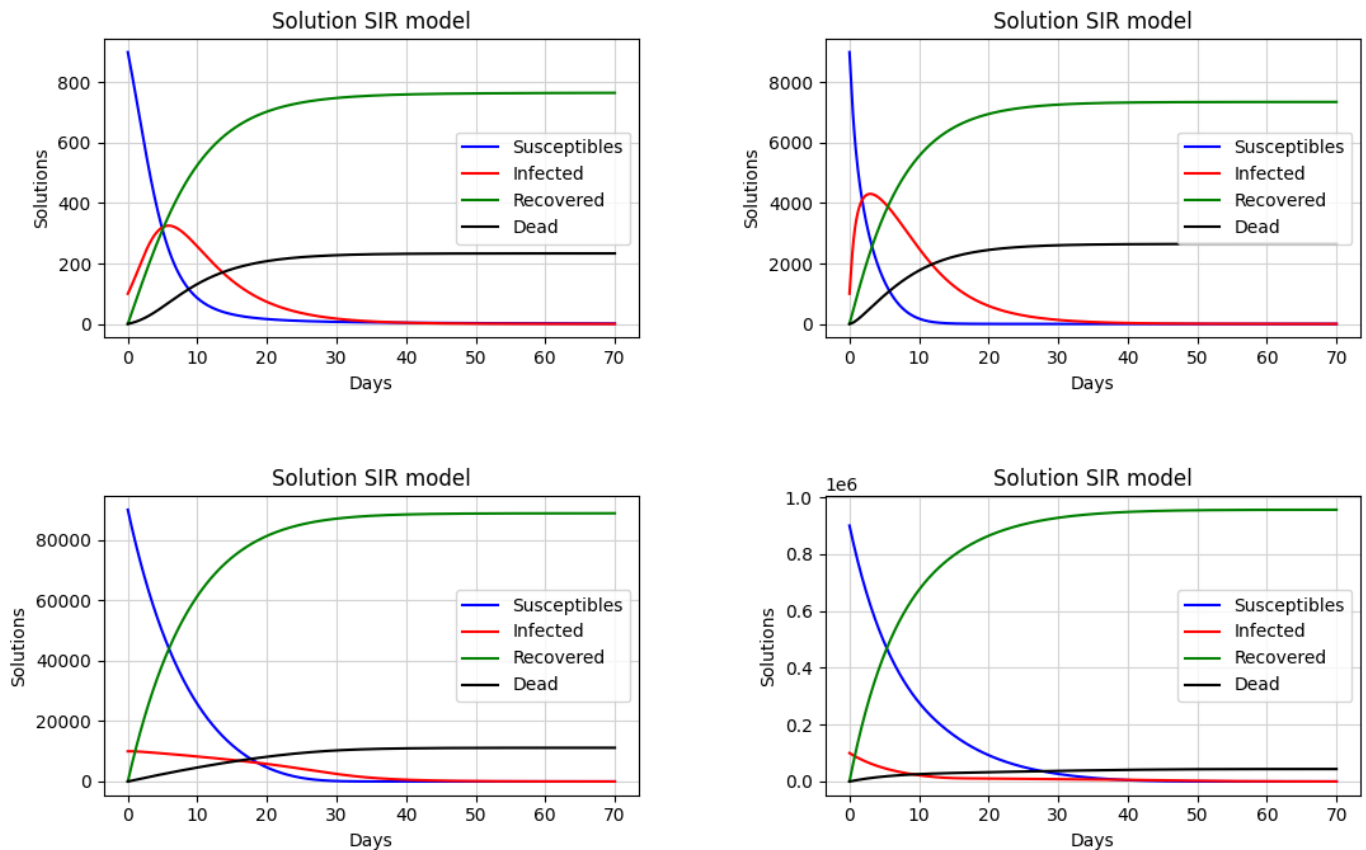 Solution SIR model
Solutions
800
600
400
200
0
0 10 20 30 40 50 60 70
Days
Susceptibles
Infected
Recovered
Dead
Solution SIR model
Solutions
8000
6000
4000
2000
0
0 10 20 30 40 50 60 70
Days
Susceptibles
Infected
Recovered
Dead
Solution SIR model
Solutions
80000
60000
40000
20000
0
0 10 20 30 40 50 60 70
Days
Susceptibles
Infected
Recovered
Dead
Solution SIR model
1e6
Solutions
1.0
0.8
0.6
0.4
0.2
0.0
0 10 20 30 40 50 60 70
Days
Susceptibles
Infected
Recovered
Dead